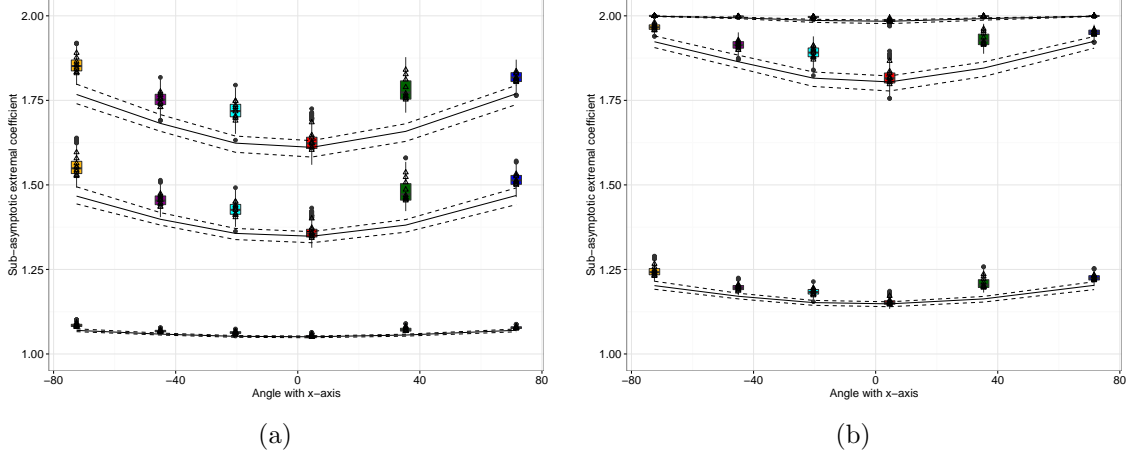 2.00
1.75
1.50
1.25
1.00
Sub−asymptotic extremal coefficient
−80 −40 0 40 80
Angle with x−axis
(a)
2.00
1.75
1.50
1.25
1.00
Sub−asymptotic extremal coefficient
−80 −40 0 40 80
Angle with x−axis
(b)